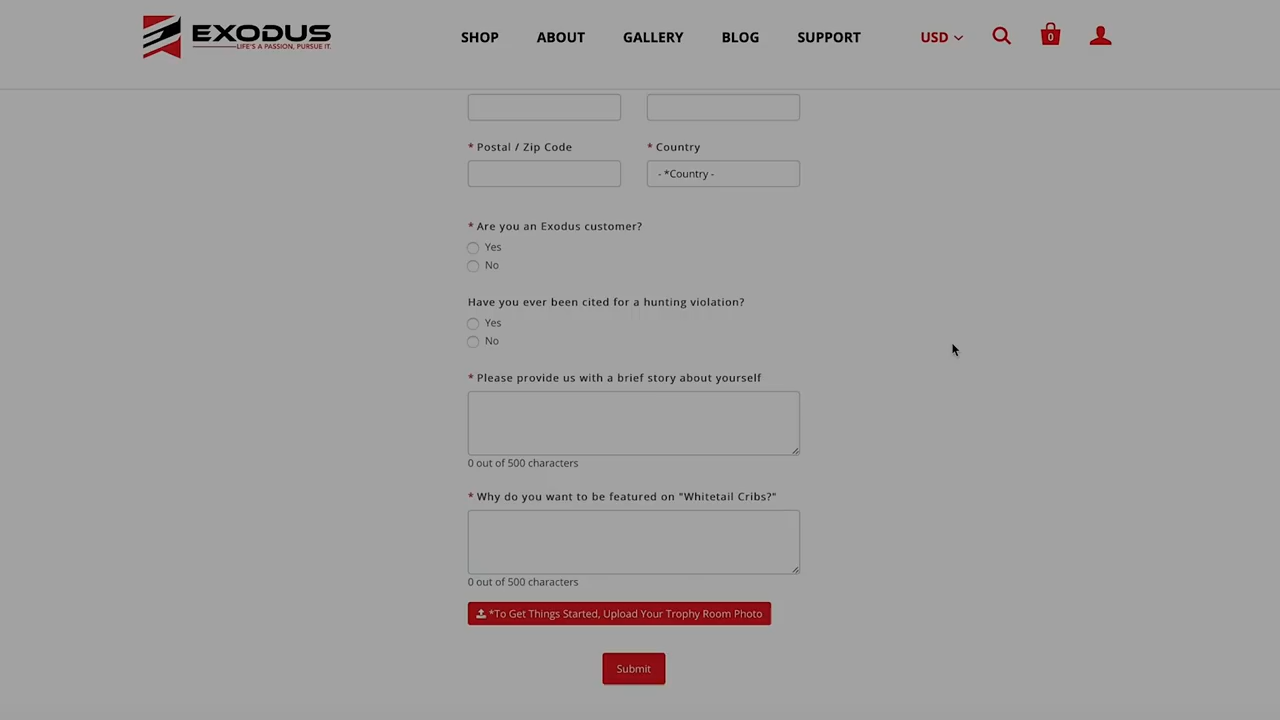 EXODUS
LIFE'S A PASSION, PURSUE IT.
SHOP ABOUT GALLERY BLOG SUPPORT USD 0
* Postal / Zip Code * Country
- *Country -
* Are you an Exodus customer?
Yes
No
Have you ever been cited for a hunting violation?
Yes
No
* Please provide us with a brief story about yourself
0 out of 500 characters
* Why do you want to be featured on "Whitetail Cribs?"
0 out of 500 characters
*To Get Things Started, Upload Your Trophy Room Photo
Submit